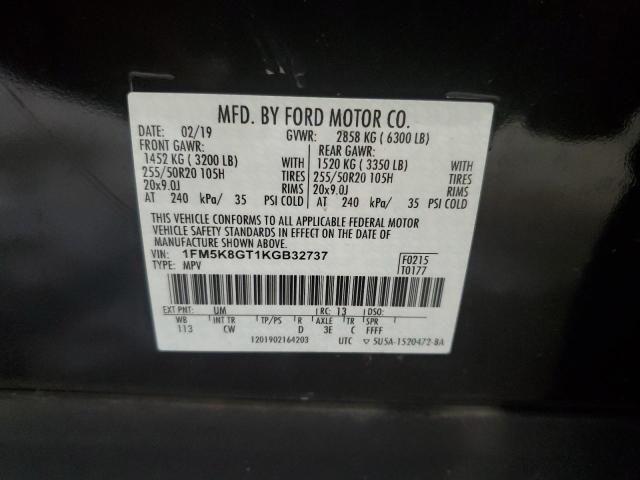 MFD. BY FORD MOTOR CO.
DATE: 02/19 GVWR: 2858 KG ( 6300 LB)
FRONT GAWR: REAR GAWR:
1452 KG ( 3200 LB) WITH 1520 KG ( 3350 LB) WITH
255/50R20 105H TIRES 255/50R20 105H TIRES
20x9.0J RIMS 20x9.0J RIMS
AT 240 kPa/ 35 PSI COLD AT 240 kPa/ 35 PSI COLD
THIS VEHICLE CONFORMS TO ALL APPLICABLE FEDERAL MOTOR
VEHICLE SAFETY STANDARDS IN EFFECT ON THE DATE OF
MANUFACTURE SHOWN ABOVE.
VIN: 1FM5K8GT1KGB32737 F0215
TYPE: MPV T0177
EXT PNT: UM RC: 13 DSO:
WB INT TR TP/PS R AXLE TR SPR
113 CW D 3E C FFFF
1201902164203 UTC ▽ 5U5A-1520472-BA